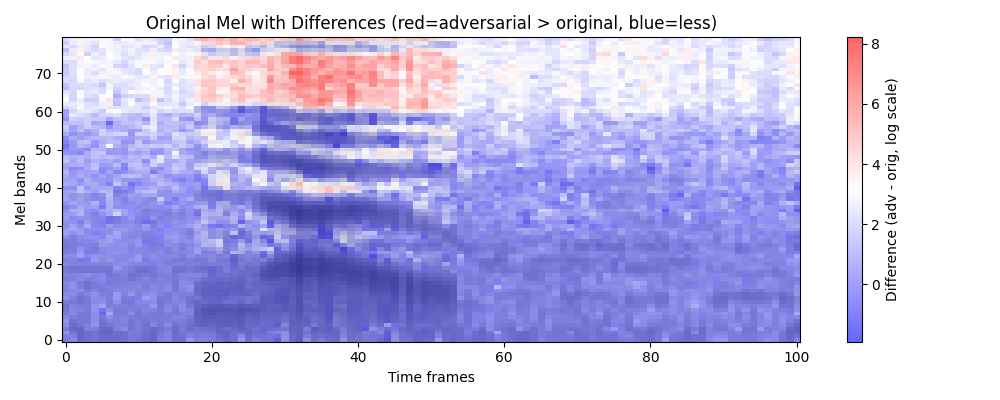 Original Mel with Differences (red=adversarial > original, blue=less)
Mel bands
70
60
50
40
30
20
10
0
0 20 40 60 80 100
Time frames
8
6
4
2
0
Difference (adv - orig, log scale)